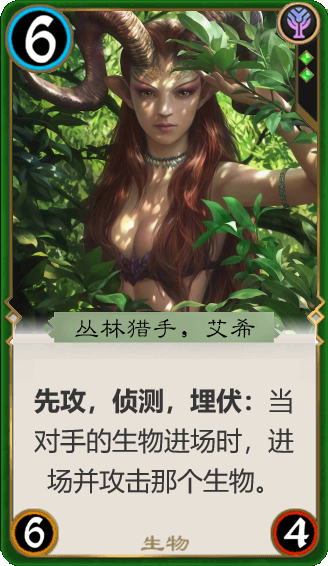 6
丛林猎手，艾希
先攻，侦测，埋伏：当
对手的生物进场时，进
场并攻击那个生物。
6
生物
4